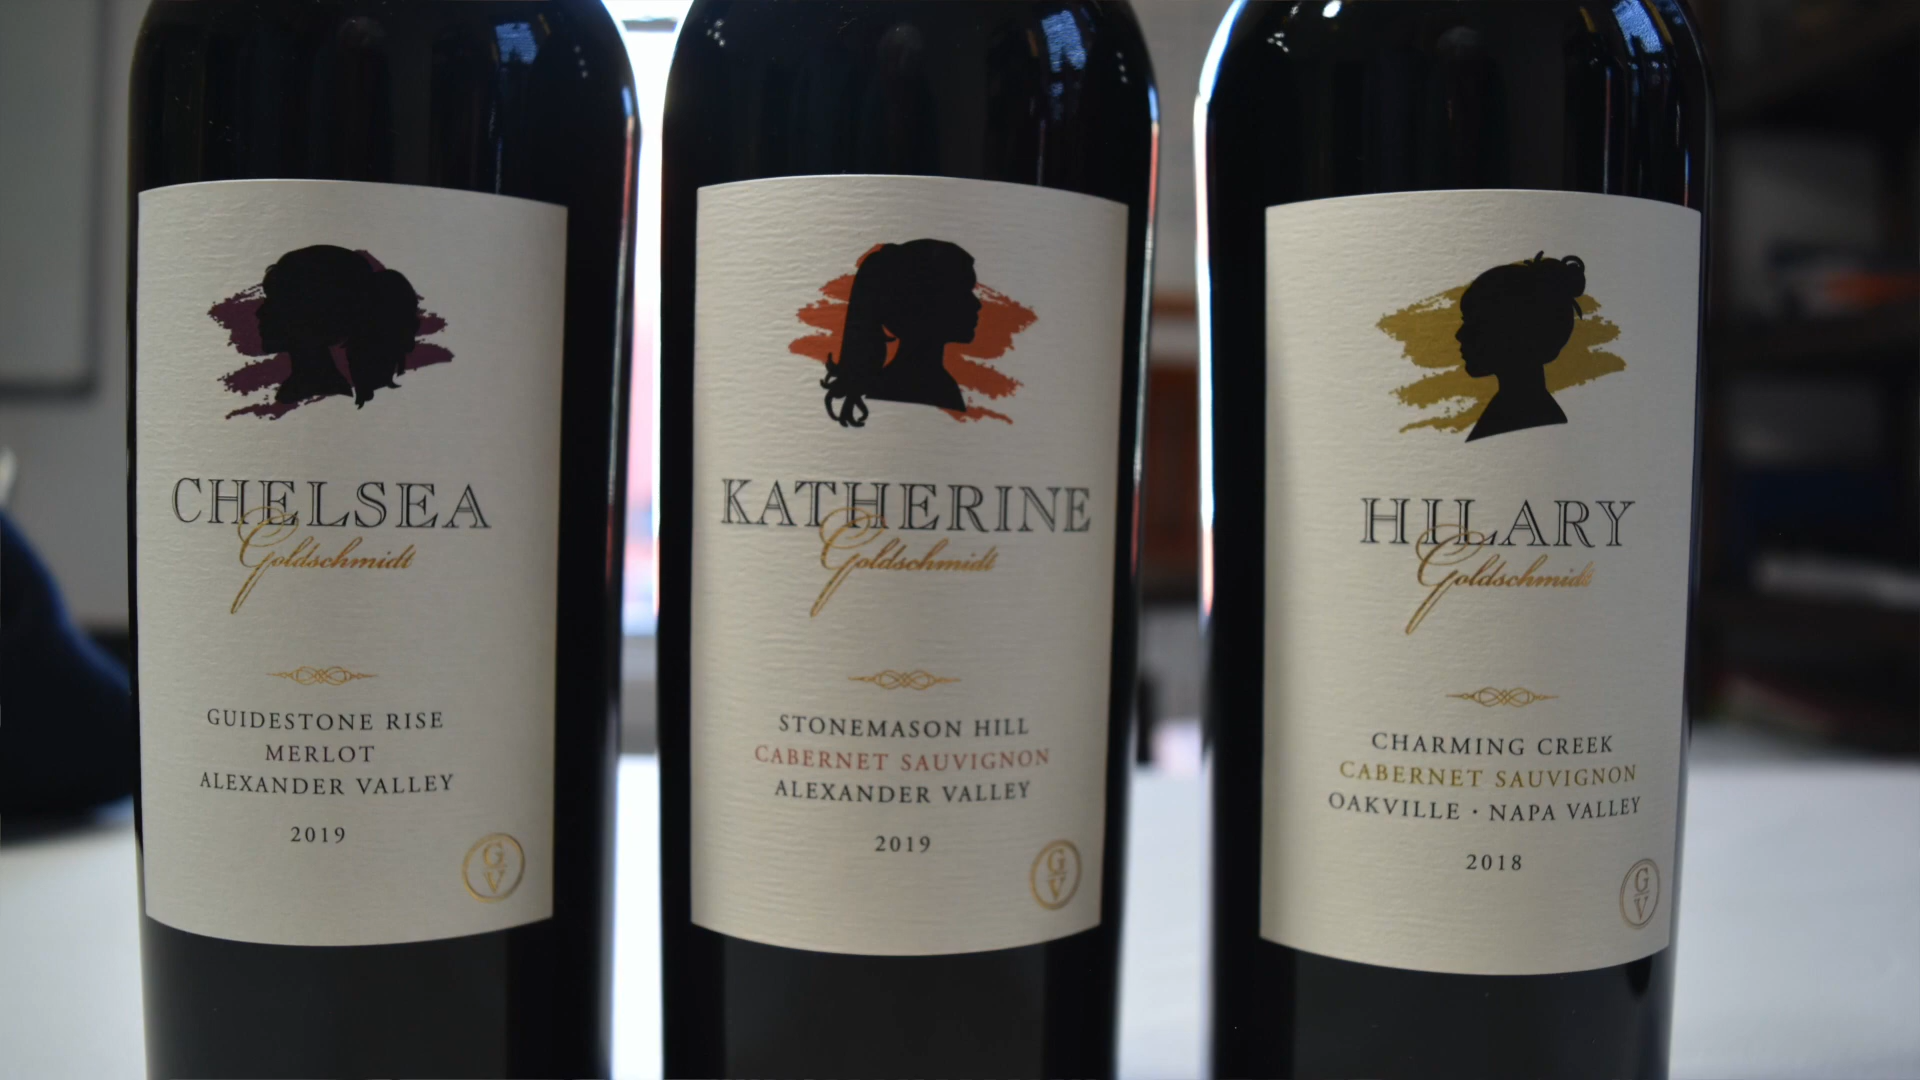 CHELSEA
Goldschmidt
GUIDESTONE RISE
MERLOT
ALEXANDER VALLEY
2019
GV
KATHERINE
Goldschmidt
STONEMASON HILL
CABERNET SAUVIGNON
ALEXANDER VALLEY
2019
GV
HILARY
Goldschmidt
CHARMING CREEK
CABERNET SAUVIGNON
OAKVILLE · NAPA VALLEY
2018
GV